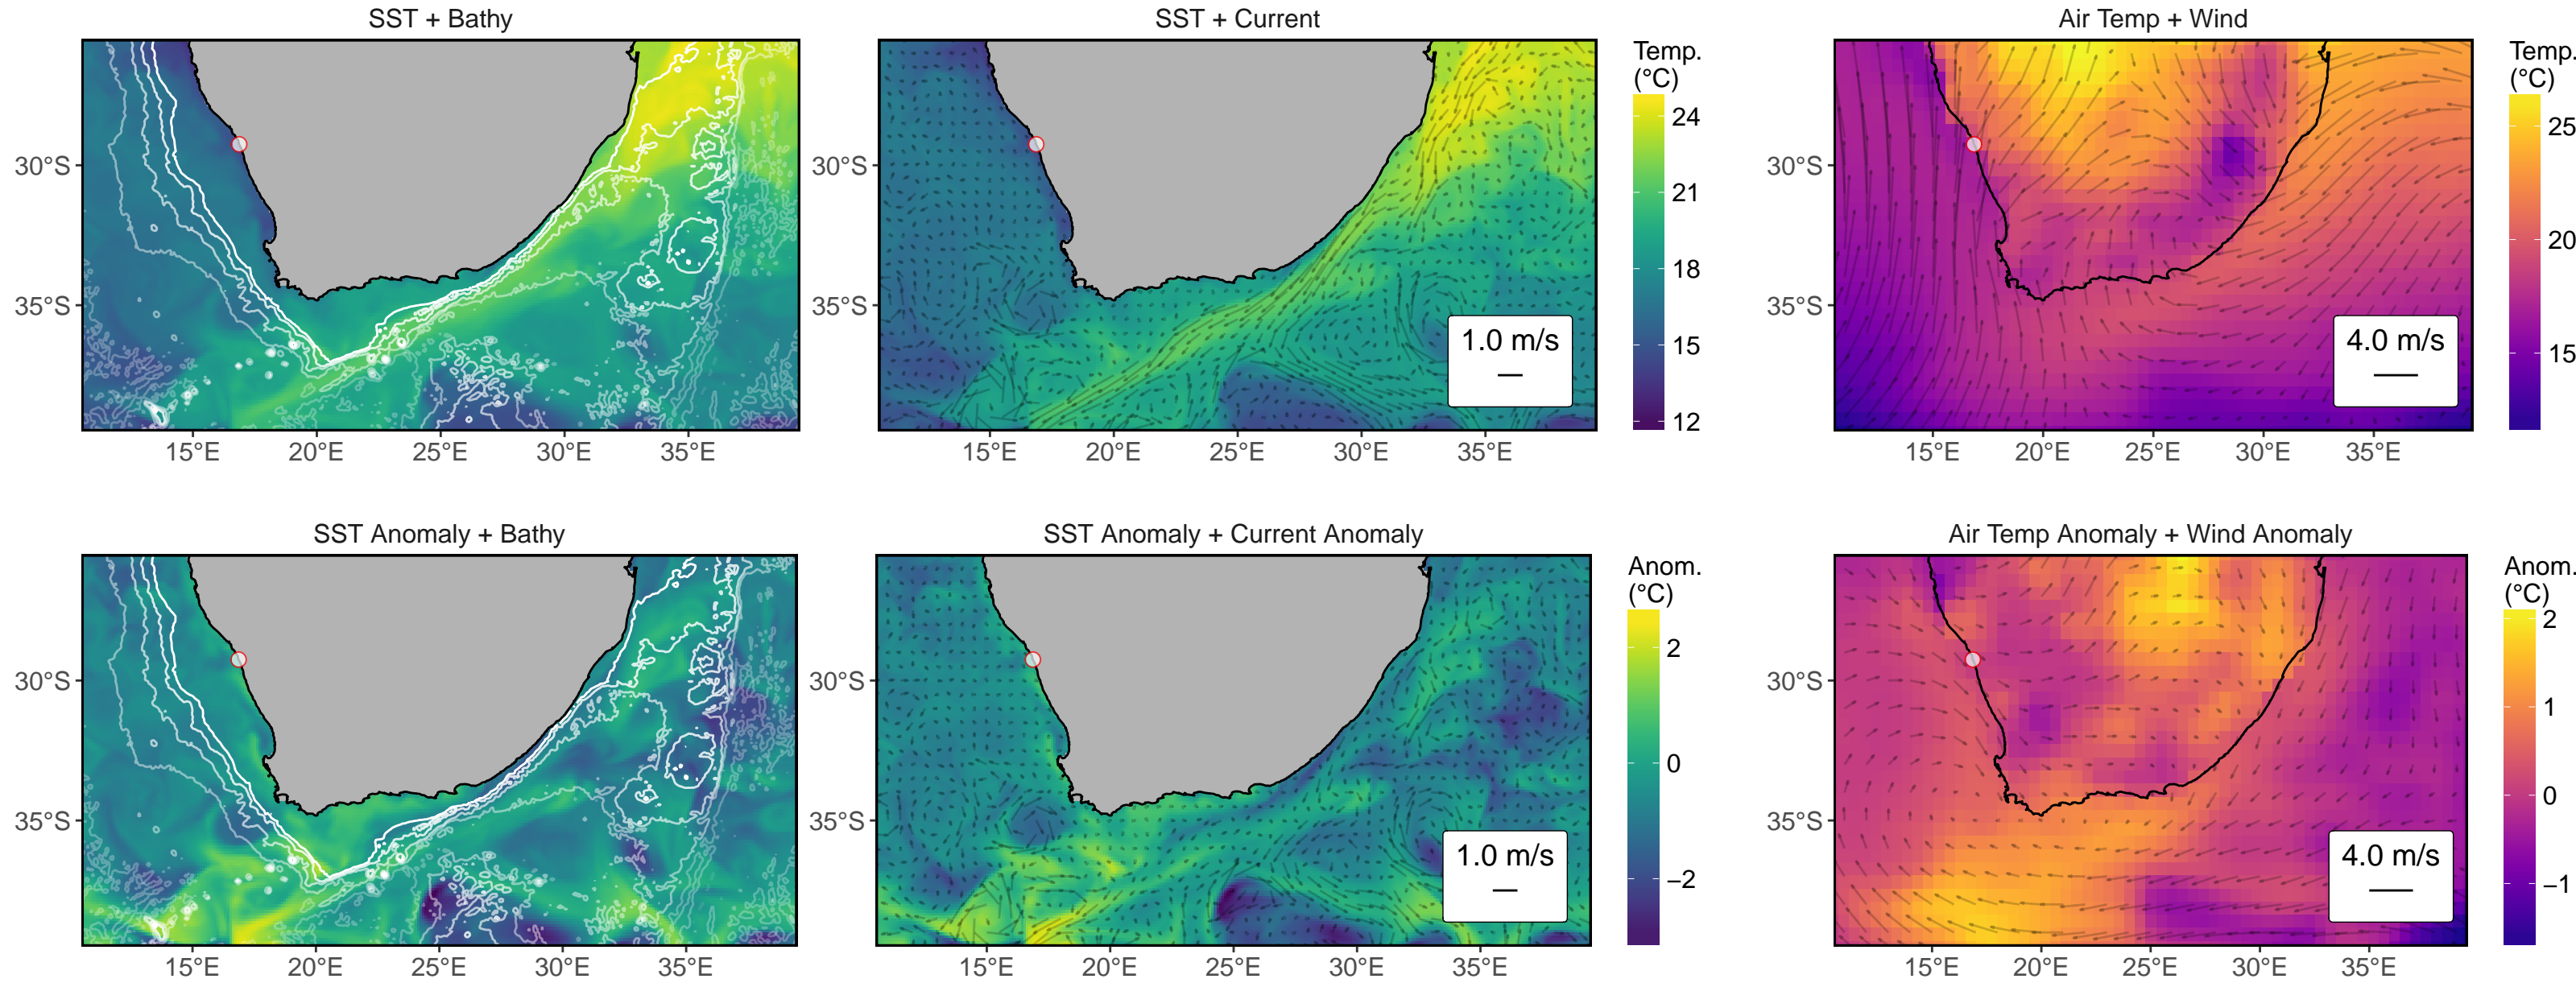 SST + Bathy
30°S
35°S
15°E 20°E 25°E 30°E 35°E
SST + Current
30°S
35°S
1.0 m/s
15°E 20°E 25°E 30°E 35°E
Temp.
(°C)
24
21
18
15
12
Air Temp + Wind
30°S
35°S
4.0 m/s
15°E 20°E 25°E 30°E 35°E
Temp.
(°C)
25
20
15
SST Anomaly + Bathy
30°S
35°S
15°E 20°E 25°E 30°E 35°E
SST Anomaly + Current Anomaly
30°S
35°S
1.0 m/s
15°E 20°E 25°E 30°E 35°E
Anom.
(°C)
2
0
−2
Air Temp Anomaly + Wind Anomaly
30°S
35°S
4.0 m/s
15°E 20°E 25°E 30°E 35°E
Anom.
(°C)
2
1
0
−1